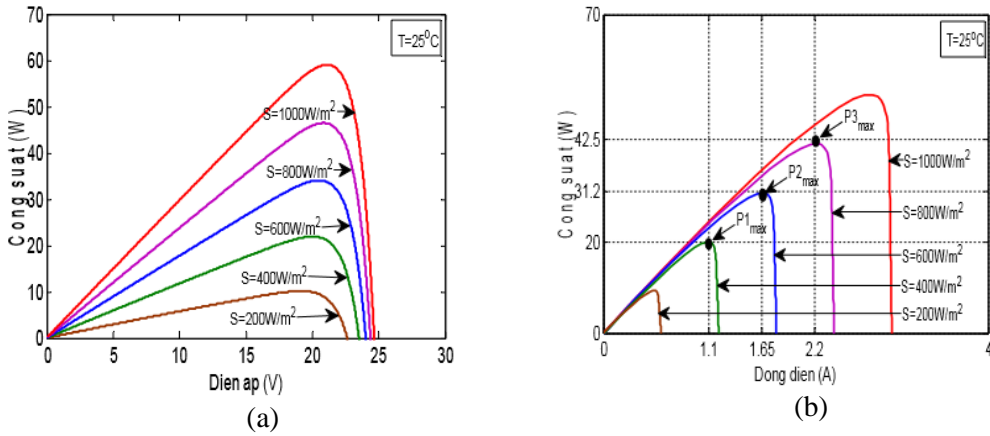 70
60
50
40
30
20
10
0
Cong suat (W)
T=25⁰C
S=1000W/m²
S=800W/m²
S=600W/m²
S=400W/m²
S=200W/m²
0 5 10 15 20 25 30
Dien ap (V)
(a)
70
42.5
31.2
20
0
Cong suat (W)
T=25⁰C
P3max
P2max
P1max
S=1000W/m²
S=800W/m²
S=600W/m²
S=400W/m²
S=200W/m²
0 1.1 1.65 2.2 4
Dong dien (A)
(b)